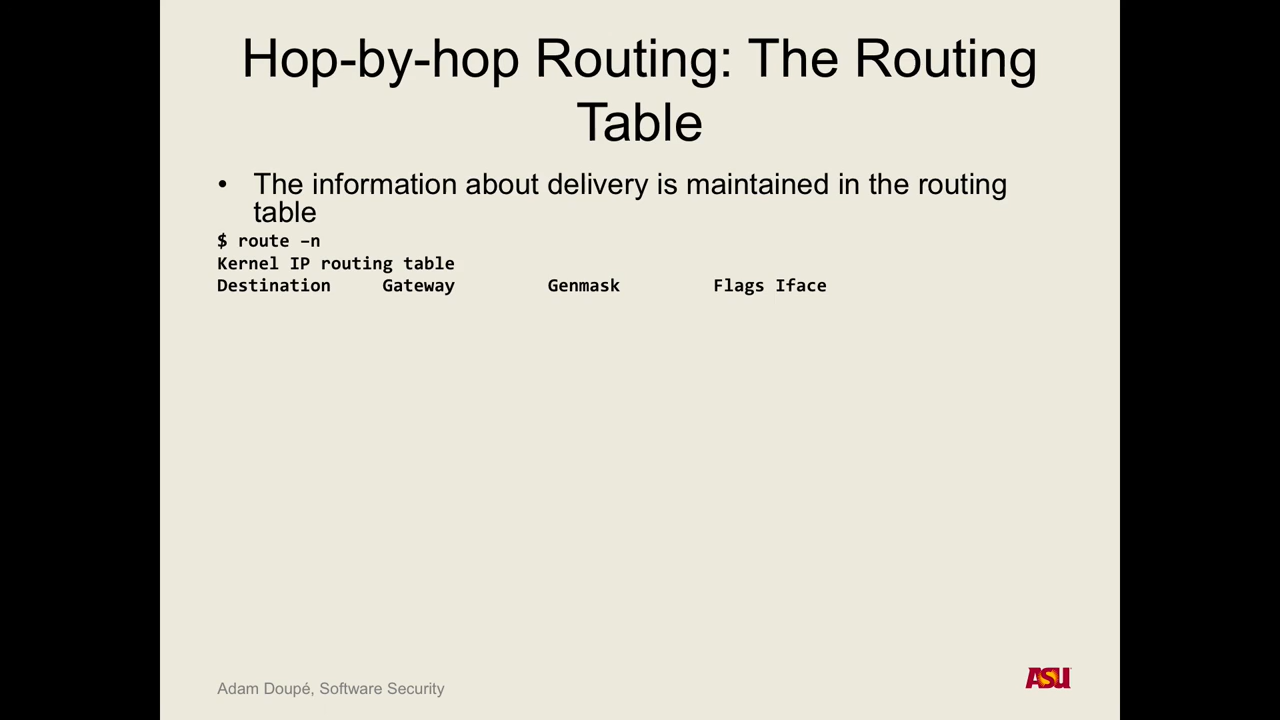 Hop-by-hop Routing: The Routing
Table
• The information about delivery is maintained in the routing
table
$ route –n
Kernel IP routing table
Destination     Gateway         Genmask         Flags Iface
Adam Doupé, Software Security
ASU